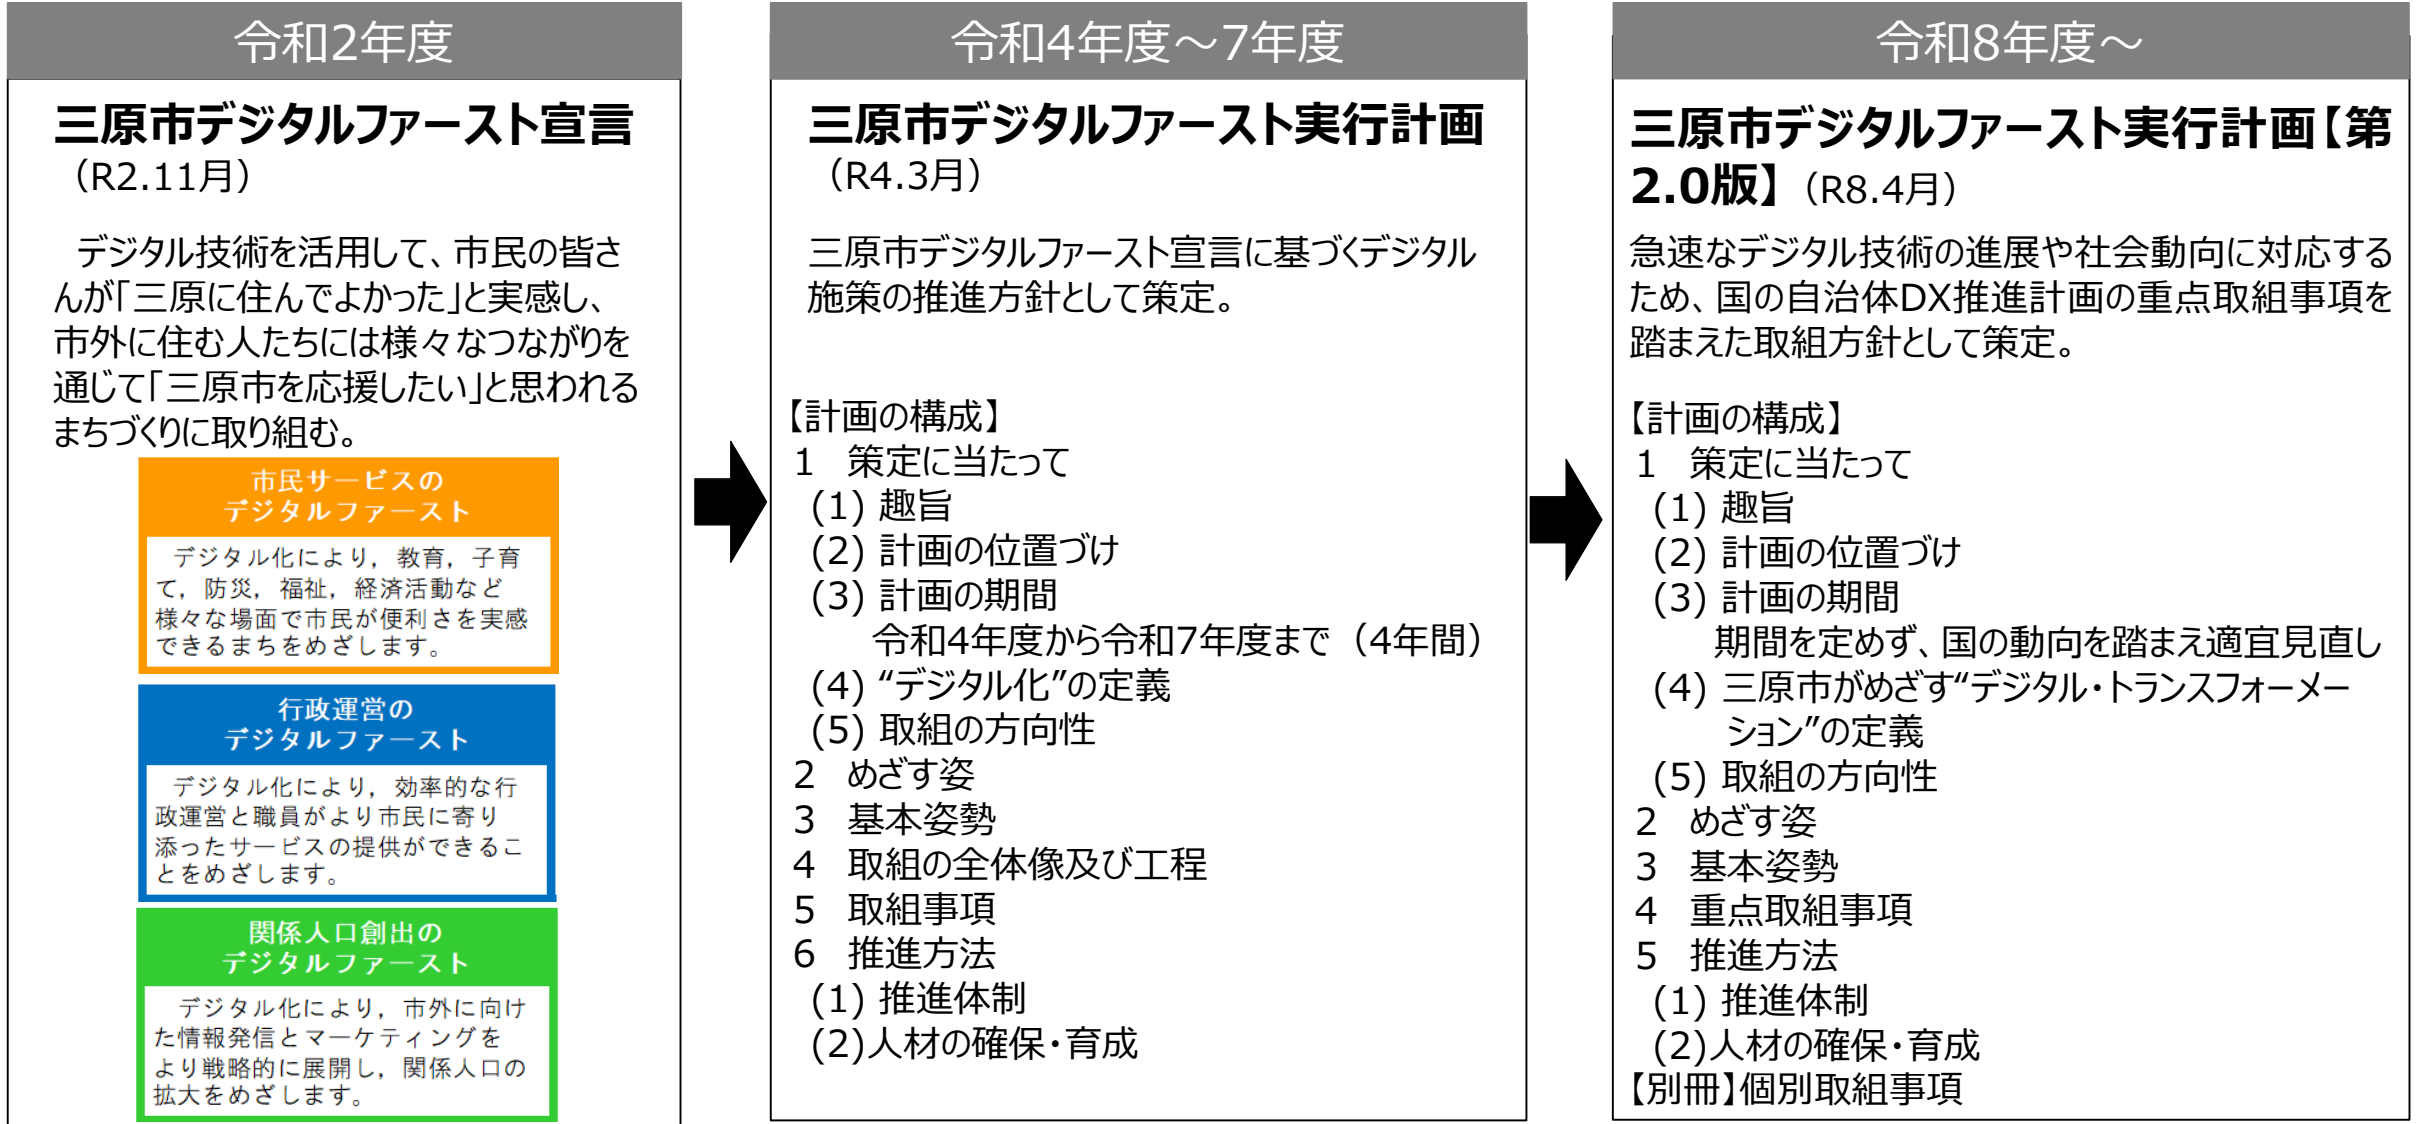 令和2年度
三原市デジタルファースト宣言
（R2.11月）
デジタル技術を活用して、市民の皆さ
んが「三原に住んでよかった」と実感し、
市外に住む人たちには様々なつながりを
通じて「三原市を応援したい」と思われる
まちづくりに取り組む。
市民サービスの
デジタルファースト
デジタル化により，教育，子育
て，防災，福祉，経済活動など
様々な場面で市民が便利さを実感
できるまちをめざします。
行政運営の
デジタルファースト
デジタル化により，効率的な行
政運営と職員がより市民に寄り
添ったサービスの提供ができるこ
とをめざします。
関係人口創出の
デジタルファースト
デジタル化により，市外に向け
た情報発信とマーケティングを
より戦略的に展開し，関係人口の
拡大をめざします。
令和4年度～7年度
三原市デジタルファースト実行計画
（R4.3月）
三原市デジタルファースト宣言に基づくデジタル
施策の推進方針として策定。
【計画の構成】
1　策定に当たって
(1) 趣旨
(2) 計画の位置づけ
(3) 計画の期間
令和4年度から令和7年度まで（4年間）
(4) “デジタル化”の定義
(5) 取組の方向性
2　めざす姿
3　基本姿勢
4　取組の全体像及び工程
5　取組事項
6　推進方法
(1) 推進体制
(2)人材の確保・育成
令和8年度～
三原市デジタルファースト実行計画【第
2.0版】（R8.4月）
急速なデジタル技術の進展や社会動向に対応する
ため、国の自治体DX推進計画の重点取組事項を
踏まえた取組方針として策定。
【計画の構成】
1　策定に当たって
(1) 趣旨
(2) 計画の位置づけ
(3) 計画の期間
期間を定めず、国の動向を踏まえ適宜見直し
(4) 三原市がめざす“デジタル・トランスフォーメー
ション”の定義
(5) 取組の方向性
2　めざす姿
3　基本姿勢
4　重点取組事項
5　推進方法
(1) 推進体制
(2)人材の確保・育成
【別冊】個別取組事項